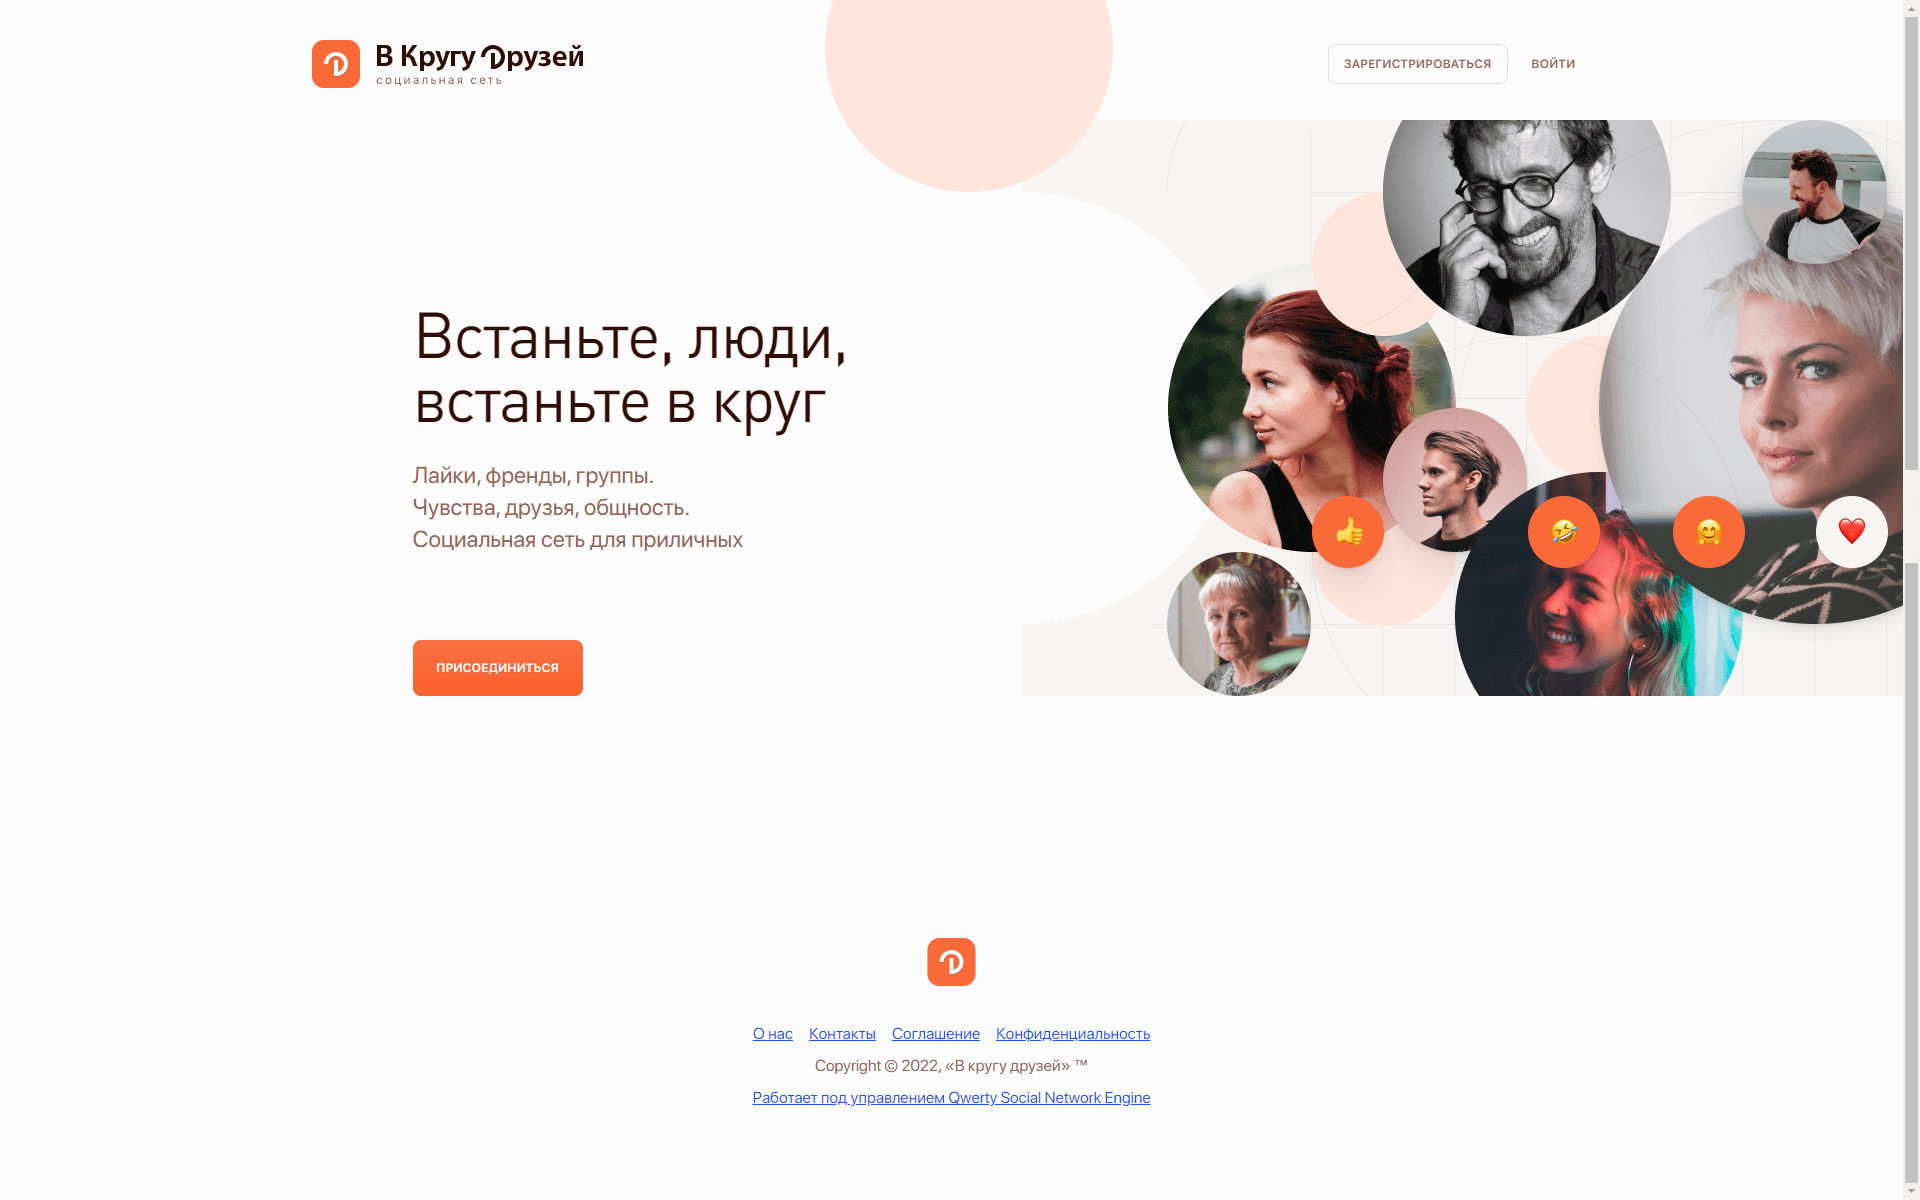 В Кругу Друзей
социальная сеть
ЗАРЕГИСТРИРОВАТЬСЯ
ВОЙТИ
Встаньте, люди,
встаньте в круг
Лайки, френды, группы.
Чувства, друзья, общность.
Социальная сеть для приличных
ПРИСОЕДИНИТЬСЯ
О нас Контакты Соглашение Конфиденциальность
Copyright © 2022, «В кругу друзей» ™
Работает под управлением Qwerty Social Network Engine